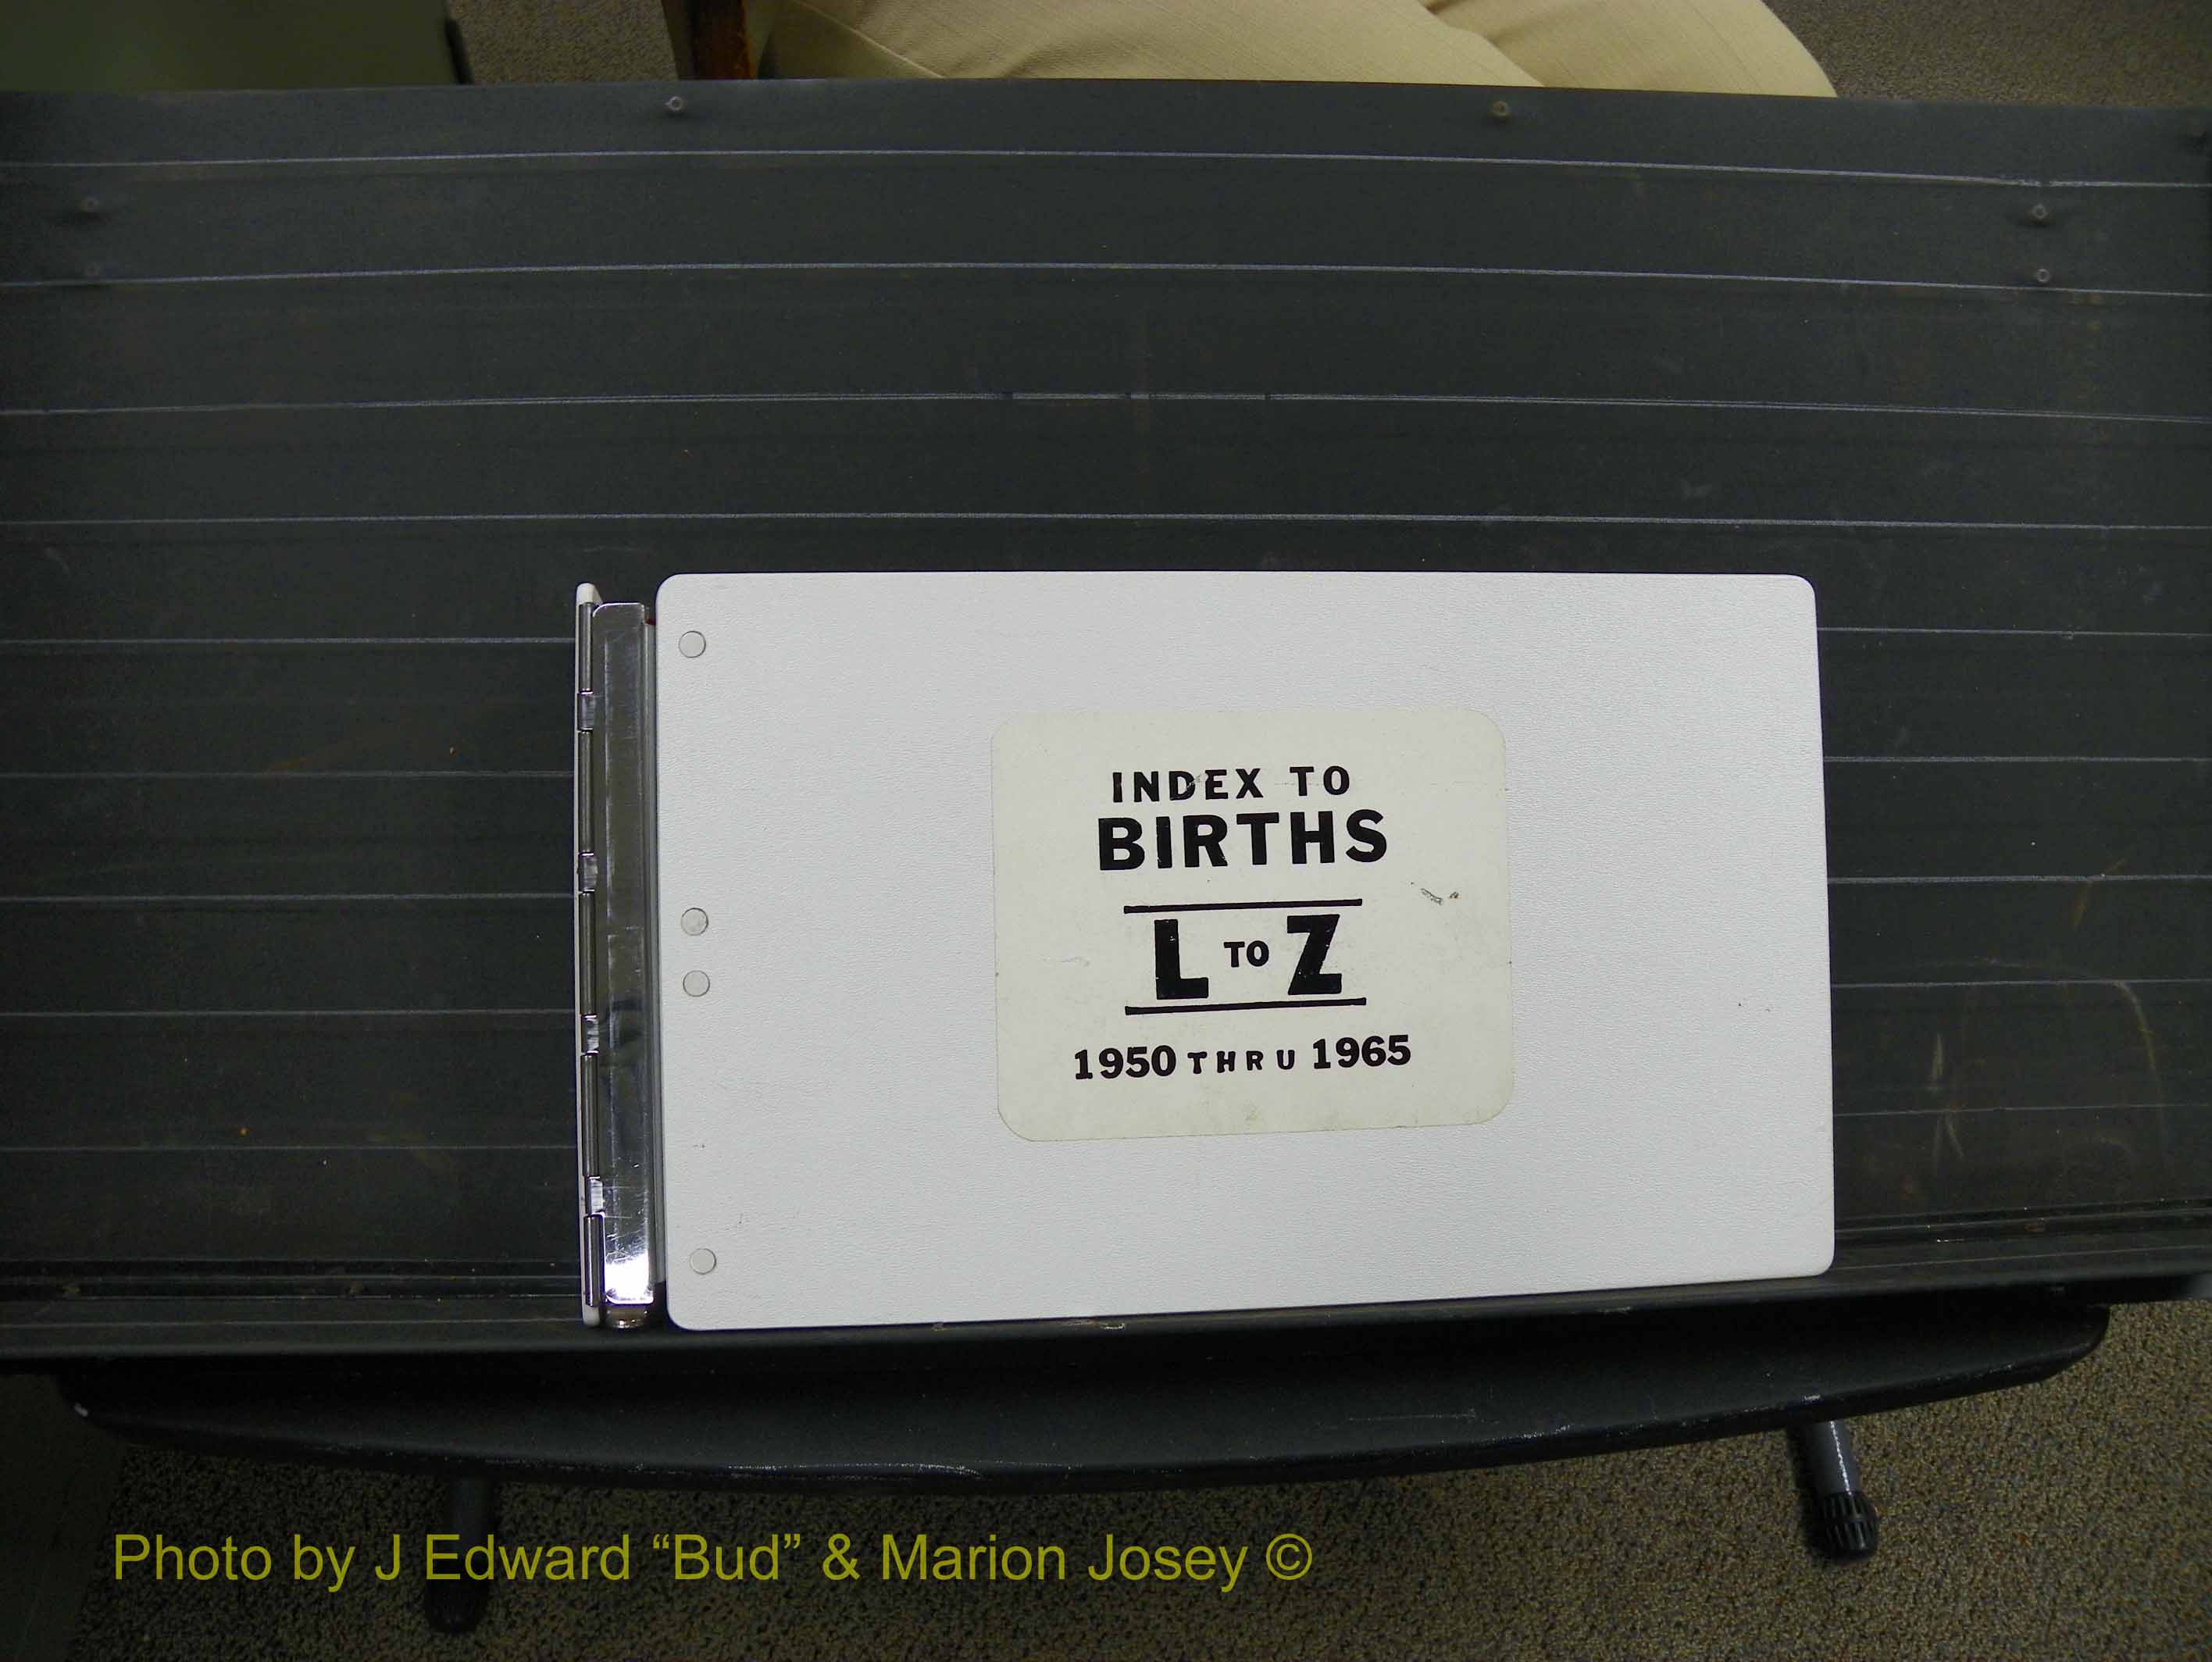 INDEX TO
BIRTHS
L TO Z
1950 THRU 1965
Photo by J Edward “Bud” & Marion Josey ©